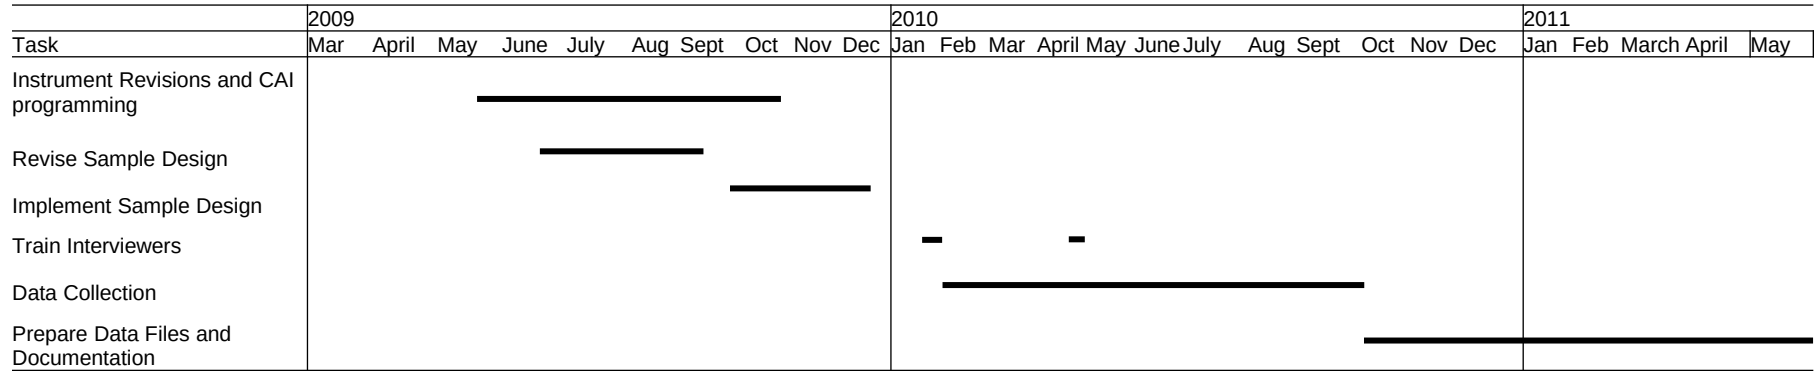 2009 2010 2011
Task Mar April May June July Aug Sept Oct Nov Dec Jan Feb Mar April May June July Aug Sept Oct Nov Dec Jan Feb March April May
Instrument Revisions and CAI
programming
Revise Sample Design
Implement Sample Design
Train Interviewers
Data Collection
Prepare Data Files and
Documentation